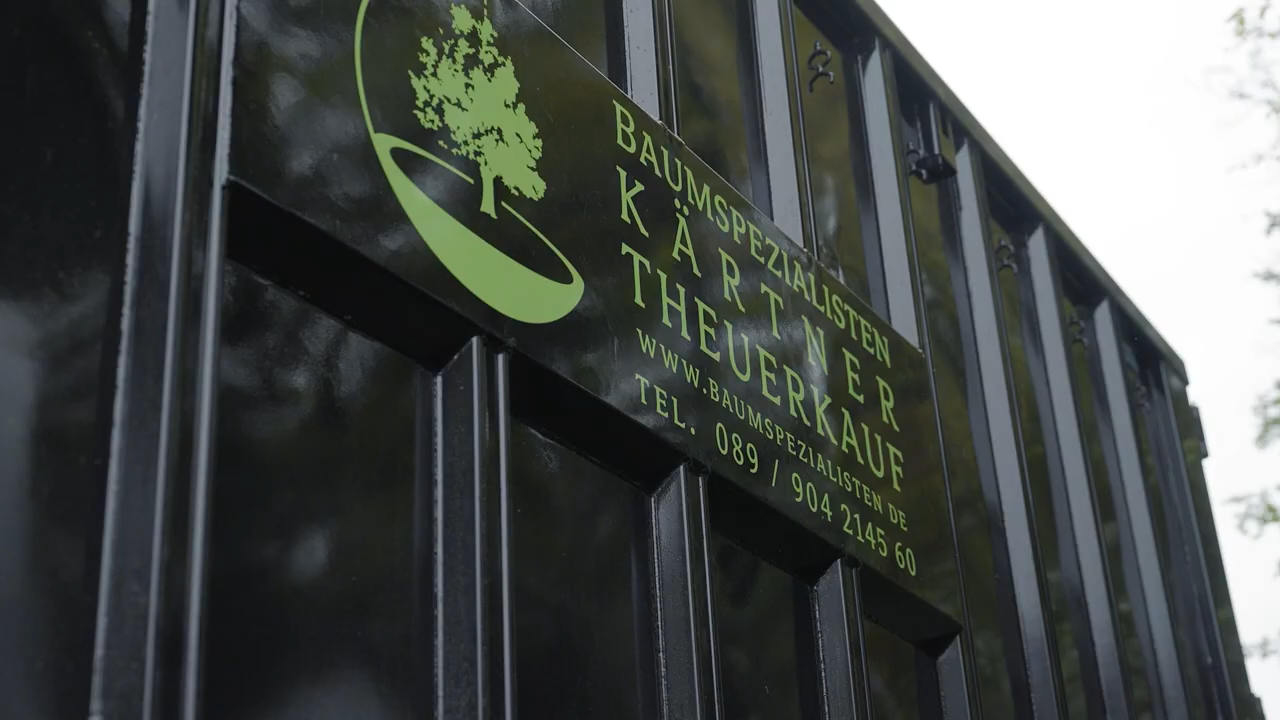 BAUMSPEZIALISTEN
KÄRTNER
THEUERKAUF
WWW.BAUMSPEZIALISTEN DE
TEL. 089 / 904 2145 60